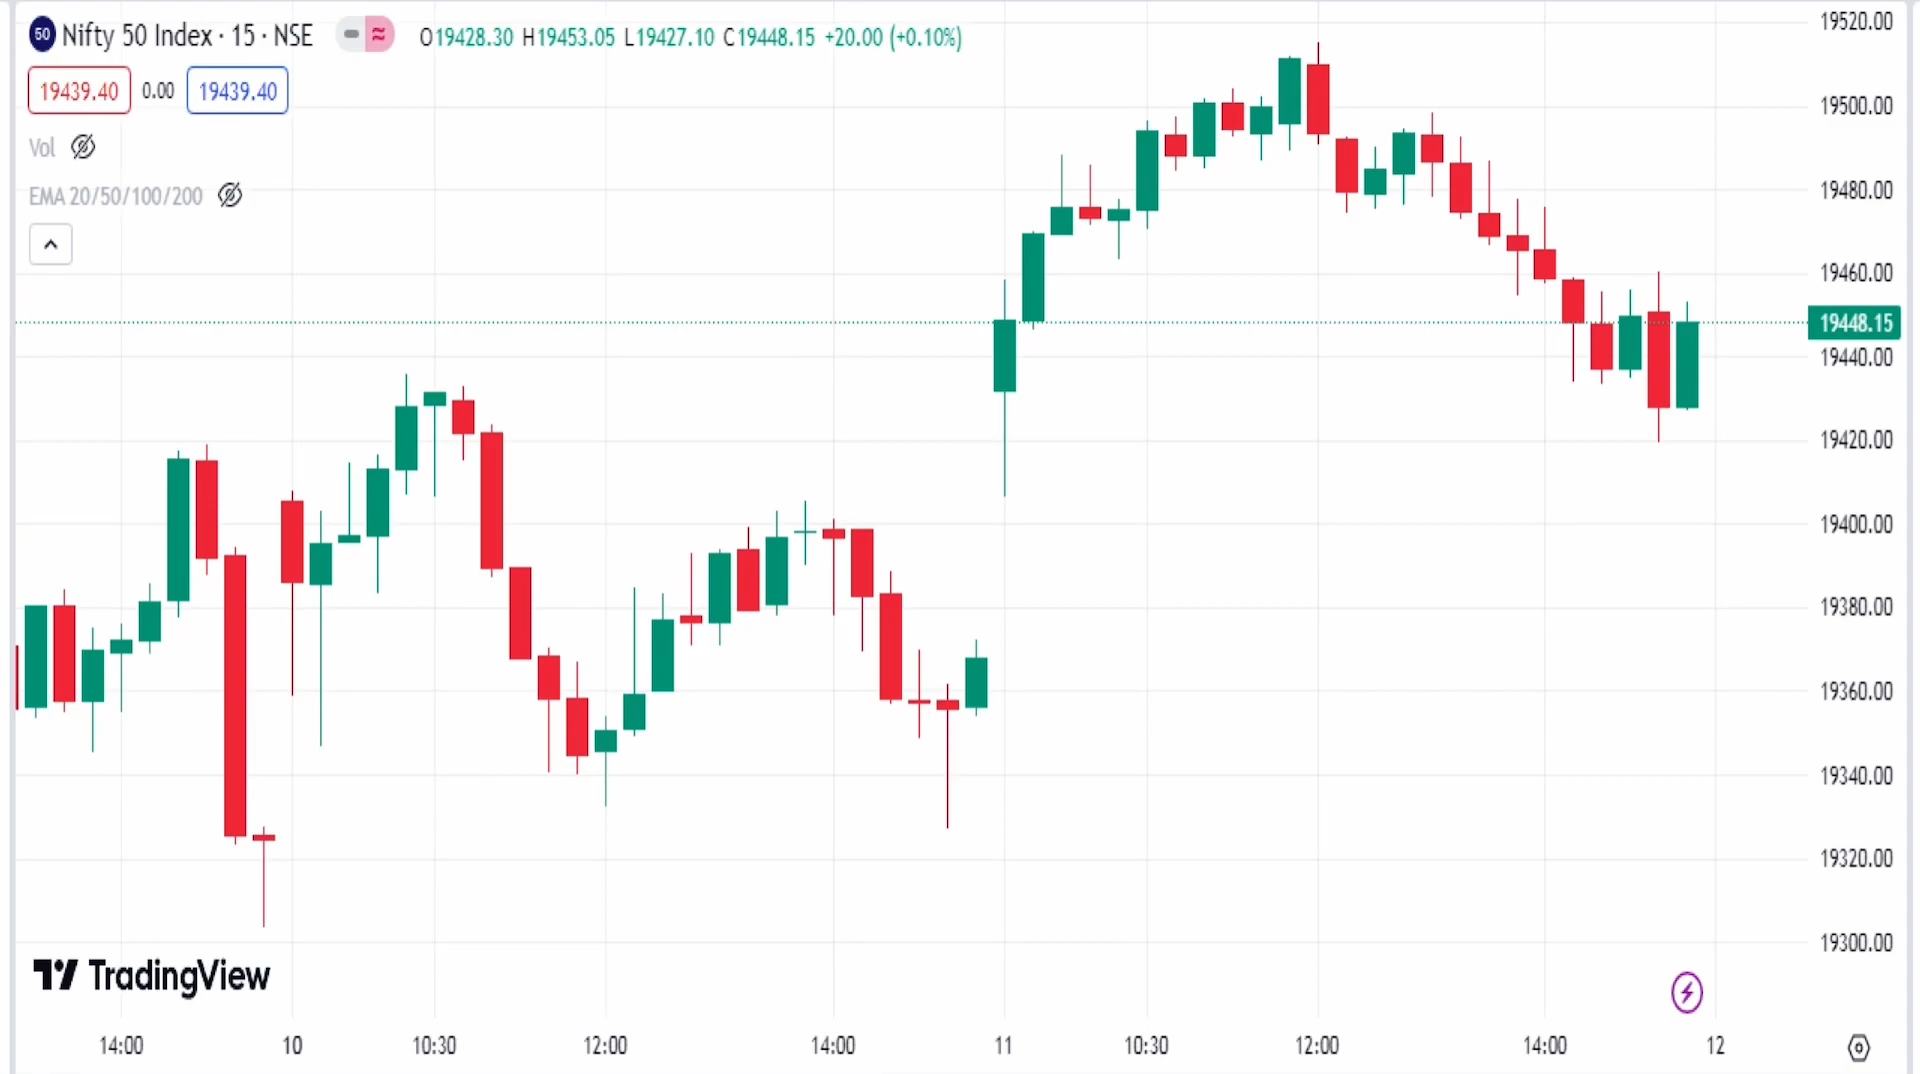 50 Nifty 50 Index · 15 · NSE O19428.30 H19453.05 L19427.10 C19448.15 +20.00 (+0.10%)
19439.40 0.00 19439.40
Vol
EMA 20/50/100/200
19520.00
19500.00
19480.00
19460.00
19448.15
19440.00
19420.00
19400.00
19380.00
19360.00
19340.00
19320.00
19300.00
TradingView
14:00 10 10:30 12:00 14:00 11 10:30 12:00 14:00 12